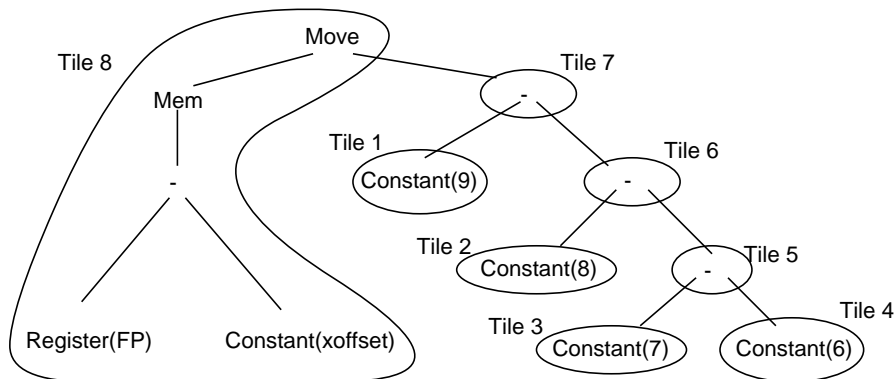 Move
Tile 8
Tile 7
Mem
-
Tile 1
Tile 6
Constant(9)
-
-
Tile 2
Tile 5
Constant(8)
-
Tile 4
Tile 3
Register(FP)
Constant(xoffset)
Constant(7)
Constant(6)